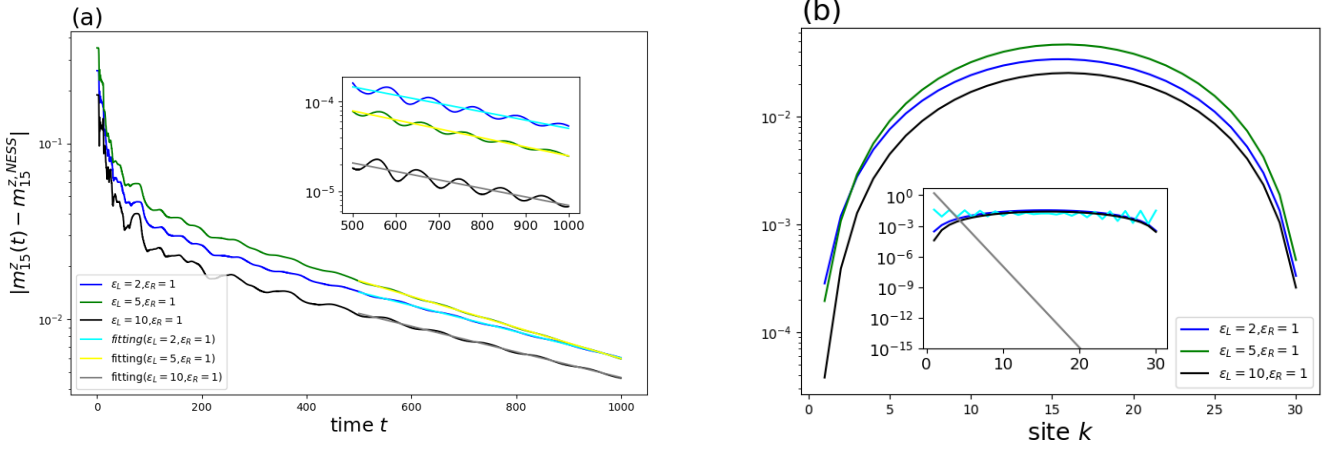 (a)
|m^{z}_{15}(t) − m^{z,NESS}_{15}|
10^{-1}
10^{-2}
10^{-4}
10^{-5}
500 600 700 800 900 1000
ε_L = 2,ε_R = 1
ε_L = 5,ε_R = 1
ε_L = 10,ε_R = 1
fitting(ε_L = 2,ε_R = 1)
fitting(ε_L = 5,ε_R = 1)
fitting(ε_L = 10,ε_R = 1)
0 200 400 600 800 1000
time t
(b)
10^{-2}
10^{-3}
10^{-4}
10^{0}
10^{-3}
10^{-6}
10^{-9}
10^{-12}
10^{-15}
0 10 20 30
ε_L = 2,ε_R = 1
ε_L = 5,ε_R = 1
ε_L = 10,ε_R = 1
0 5 10 15 20 25 30
site k